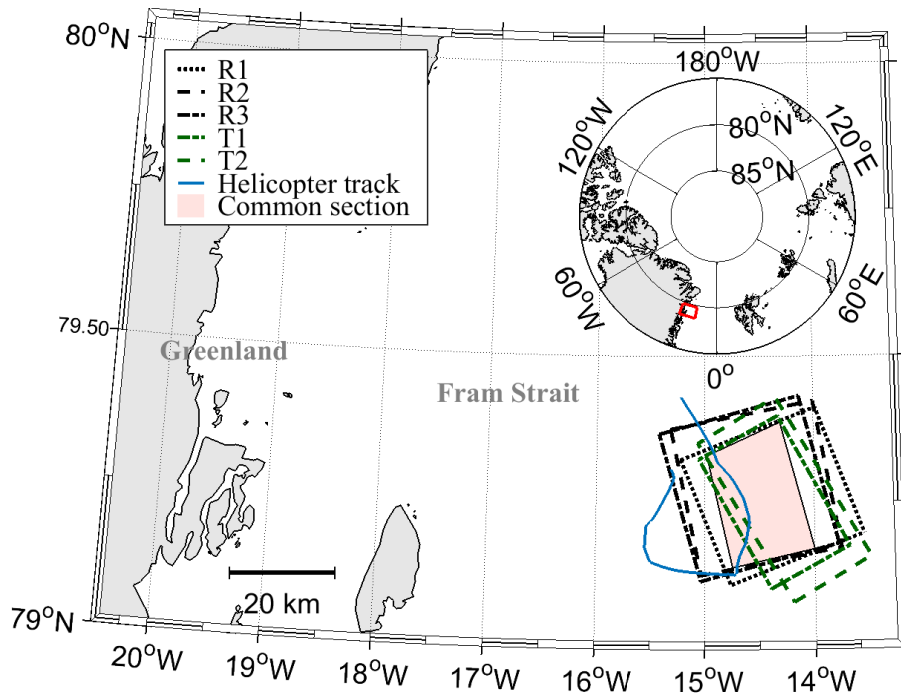 80°N
R1
R2
R3
T1
T2
Helicopter track
Common section
180°W
120°W
120°E
80°N
85°N
60°W
60°E
0°
79.50
Greenland
Fram Strait
20 km
79°N
20°W
19°W
18°W
17°W
16°W
15°W
14°W